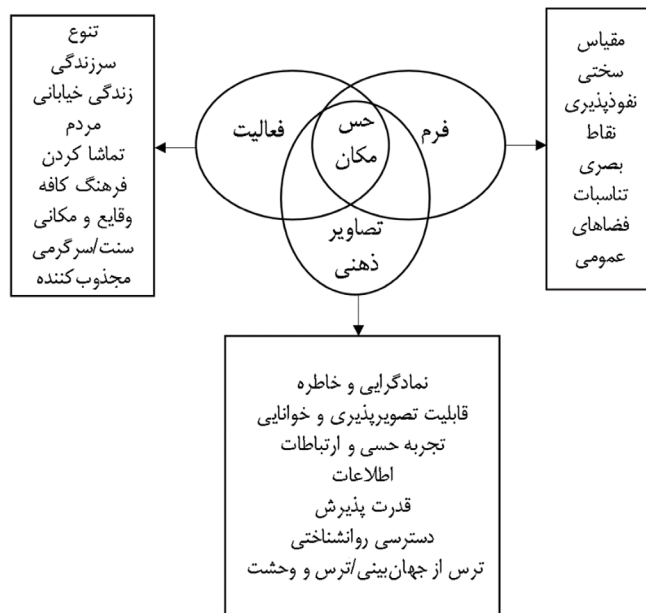 مقیاس
سختی
نفوذپذیری
نقاط
بصری
تناسبات
فضاهای
عمومی
فرم
حس
مکان
فعالیت
تصاویر
ذهنی
تنوع
سرزندگی
زندگی خیابانی
مردم
تماشا کردن
فرهنگ کافه
وقایع و مکانی
سنت/سرگرمی
مجذوب‌کننده
نمادگرایی و خاطره
قابلیت تصویرپذیری و خوانایی
تجربه حسی و ارتباطات
اطلاعات
قدرت پذیرش
دسترسی روانشناختی
ترس از جهان‌بینی/ترس و وحشت